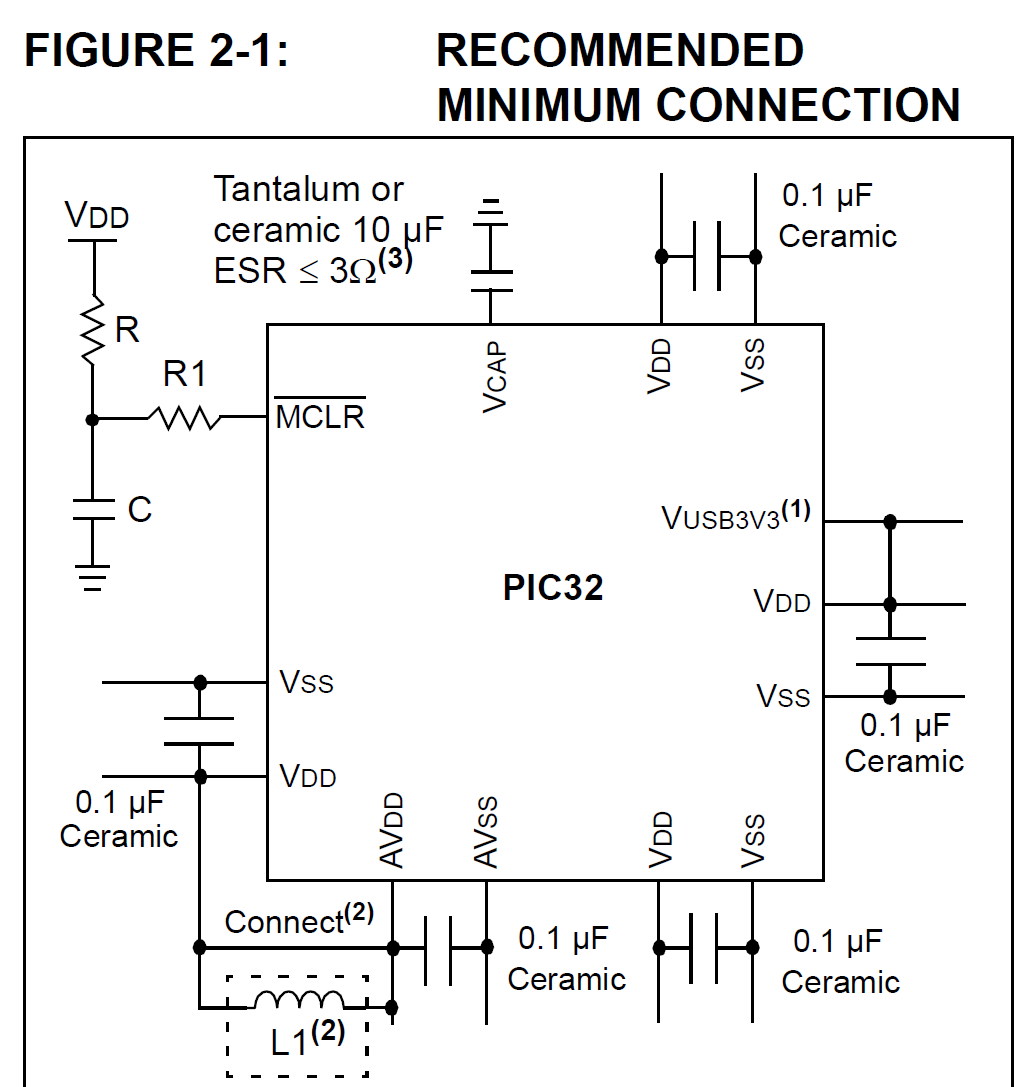 FIGURE 2-1:
RECOMMENDED
MINIMUM CONNECTION
VDD
Tantalum or
ceramic 10 µF
ESR ≤ 3Ω(3)
0.1 µF
Ceramic
R
R1
MCLR
VCAP
VDD
VSS
C
VUSB3V3(1)
PIC32
VDD
VSS
0.1 µF
Ceramic
VSS
VDD
0.1 µF
Ceramic
AVDD
AVSS
VDD
VSS
Connect(2)
0.1 µF
Ceramic
0.1 µF
Ceramic
L1(2)